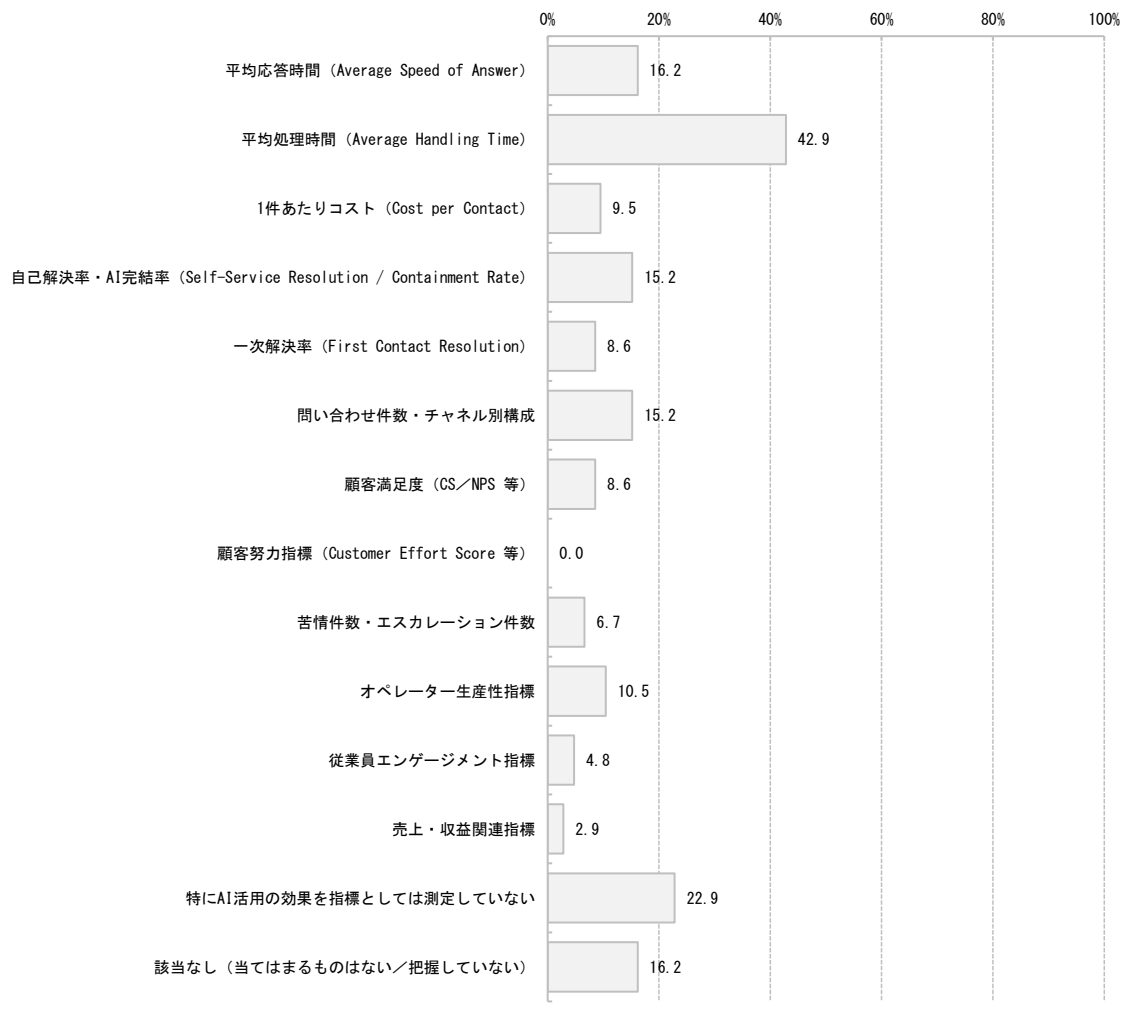 0% 20% 40% 60% 80% 100%
平均応答時間（Average Speed of Answer） 16.2
平均処理時間（Average Handling Time） 42.9
1件あたりコスト（Cost per Contact） 9.5
自己解決率・AI完結率（Self-Service Resolution / Containment Rate） 15.2
一次解決率（First Contact Resolution） 8.6
問い合わせ件数・チャネル別構成 15.2
顧客満足度（CS／NPS 等） 8.6
顧客努力指標（Customer Effort Score 等） 0.0
苦情件数・エスカレーション件数 6.7
オペレーター生産性指標 10.5
従業員エンゲージメント指標 4.8
売上・収益関連指標 2.9
特にAI活用の効果を指標としては測定していない 22.9
該当なし（当てはまるものはない／把握していない） 16.2